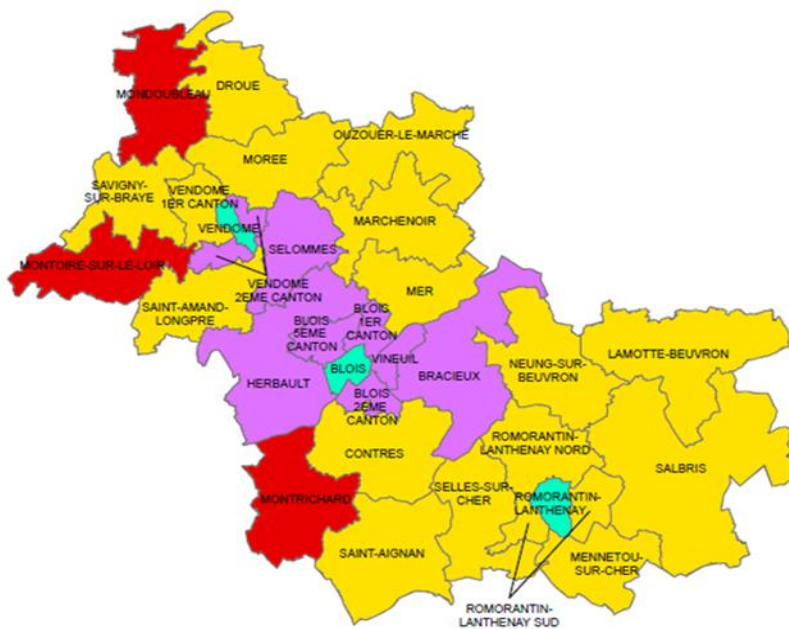 MONDOUBLEAU
DROUE
OUZOUER-LE-MARCHE
MOREE
SAVIGNY-
SUR-BRAYE
VENDOME
1ER CANTON
VENDOME
MARCHENOIR
SELOMMES
MONTOIRE-SUR-LE-LOIR
VENDOME
2EME CANTON
MER
SAINT-AMAND-
LONGPRE
BLOIS
5EME
CANTON
BLOIS
1ER
CANTON
VINEUIL
BLOIS
HERBAULT
BRACIEUX
NEUNG-SUR-
BEUVRON
LAMOTTE-BEUVRON
BLOIS
2EME
CANTON
CONTRES
ROMORANTIN-
LANTHENAY NORD
SALBRIS
MONTRICHARD
SELLES-SUR-
CHER
ROMORANTIN-
LANTHENAY
SAINT-AIGNAN
MENNETOU-
SUR-CHER
ROMORANTIN-
LANTHENAY SUD